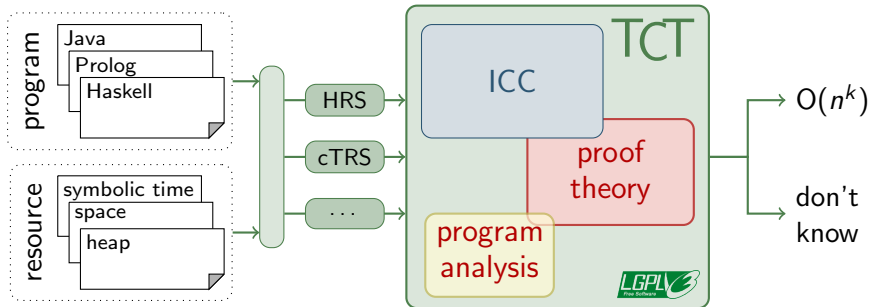 program
Java
Prolog
Haskell
resource
symbolic time
space
heap
HRS
cTRS
...
TCT
ICC
proof
theory
program
analysis
LGPLv3
Free Software
O(n^k)
don't
know